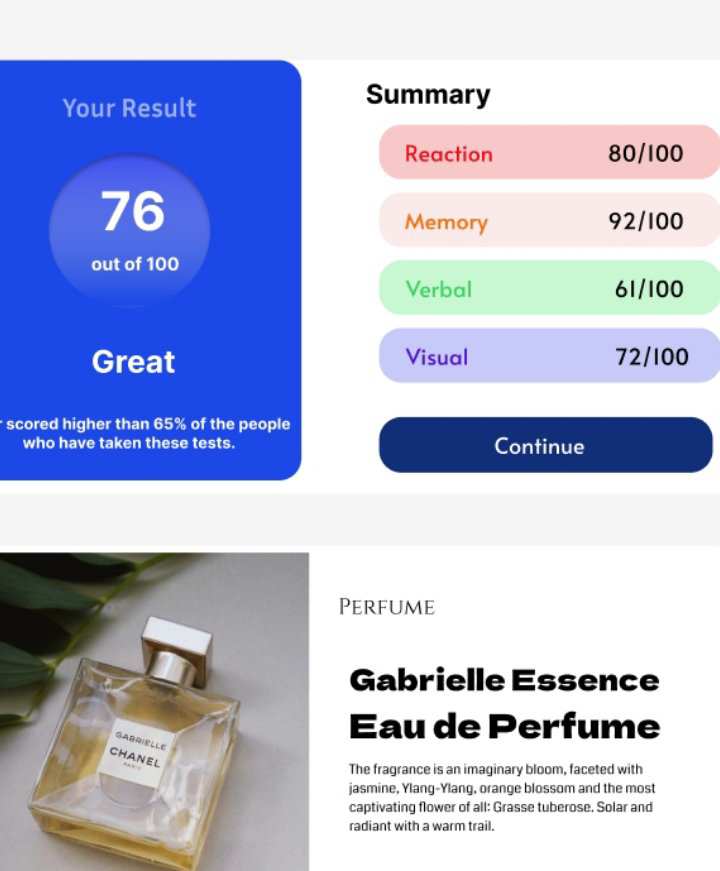 Your Result
76
out of 100
Great
scored higher than 65% of the people
who have taken these tests.
Summary
Reaction 80/100
Memory 92/100
Verbal 61/100
Visual 72/100
Continue
PERFUME
Gabrielle Essence
Eau de Perfume
The fragrance is an imaginary bloom, faceted with
jasmine, Ylang-Ylang, orange blossom and the most
captivating flower of all: Grasse tuberose. Solar and
radiant with a warm trail.
GABRIELLE
CHANEL
PARIS